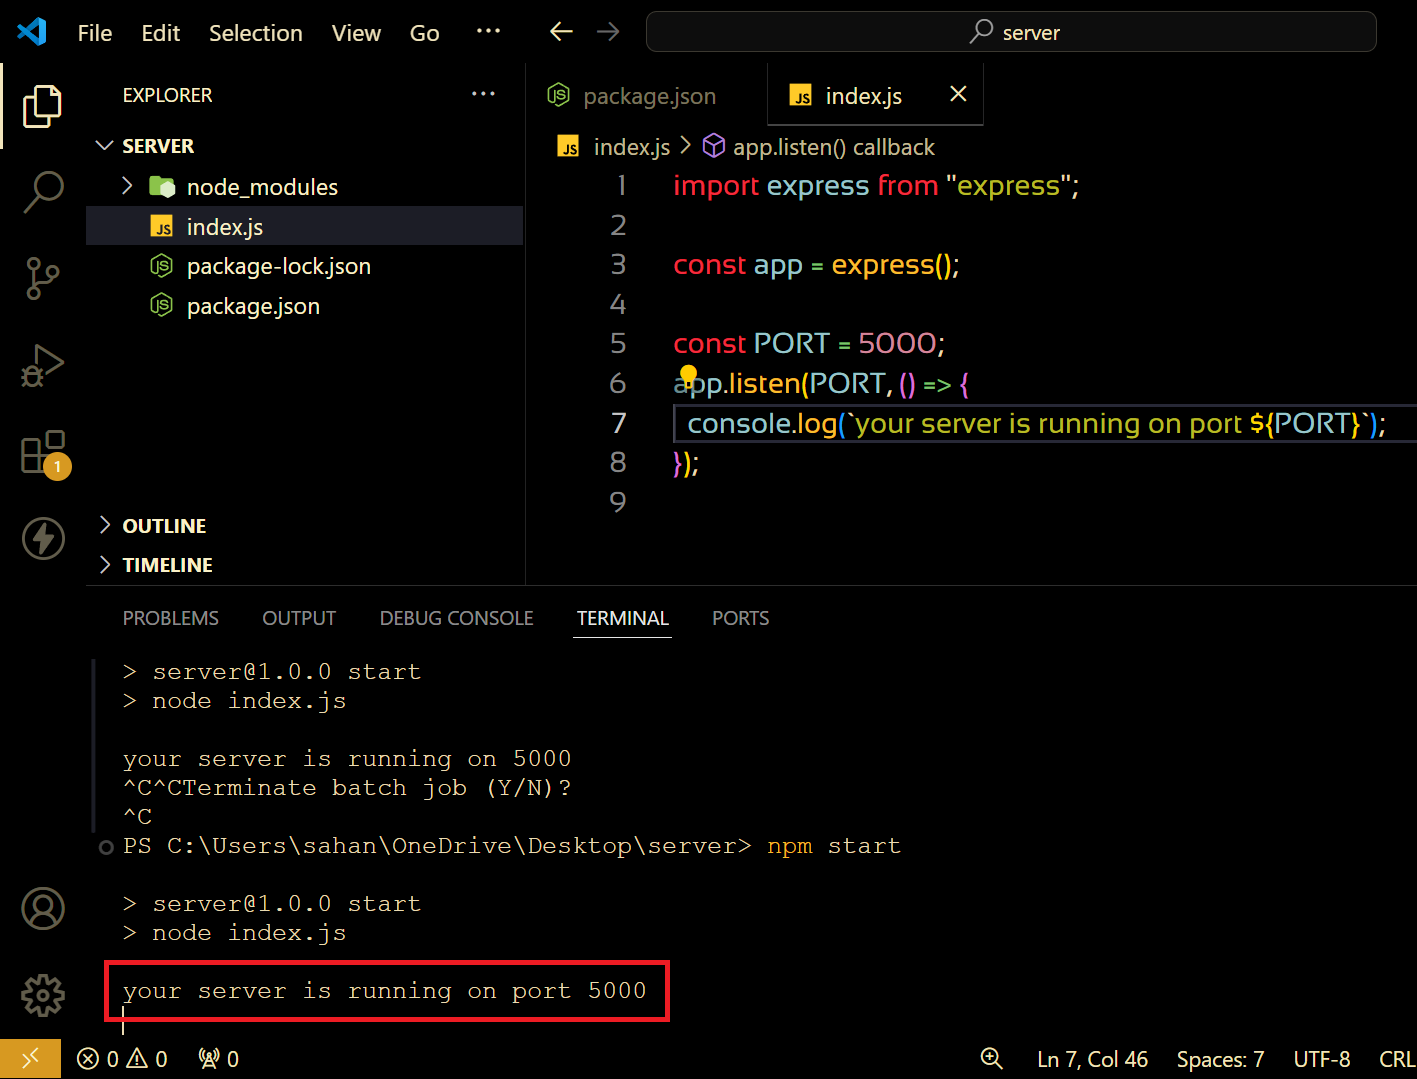 File Edit Selection View Go ··· server
EXPLORER ···
SERVER
node_modules
JS index.js
JS package-lock.json
JS package.json
OUTLINE
TIMELINE
1
JS package.json JS index.js
JS index.js > app.listen() callback
1 import express from "express";
2
3 const app = express();
4
5 const PORT = 5000;
6 app.listen(PORT, () => {
7 console.log(`your server is running on port ${PORT}`);
8 });
9
PROBLEMS OUTPUT DEBUG CONSOLE TERMINAL PORTS
> server@1.0.0 start
> node index.js
your server is running on 5000
^C^CTerminate batch job (Y/N)?
^C
PS C:\Users\sahan\OneDrive\Desktop\server> npm start
> server@1.0.0 start
> node index.js
your server is running on port 5000
0 0 0 Ln 7, Col 46 Spaces: 7 UTF-8 CRL